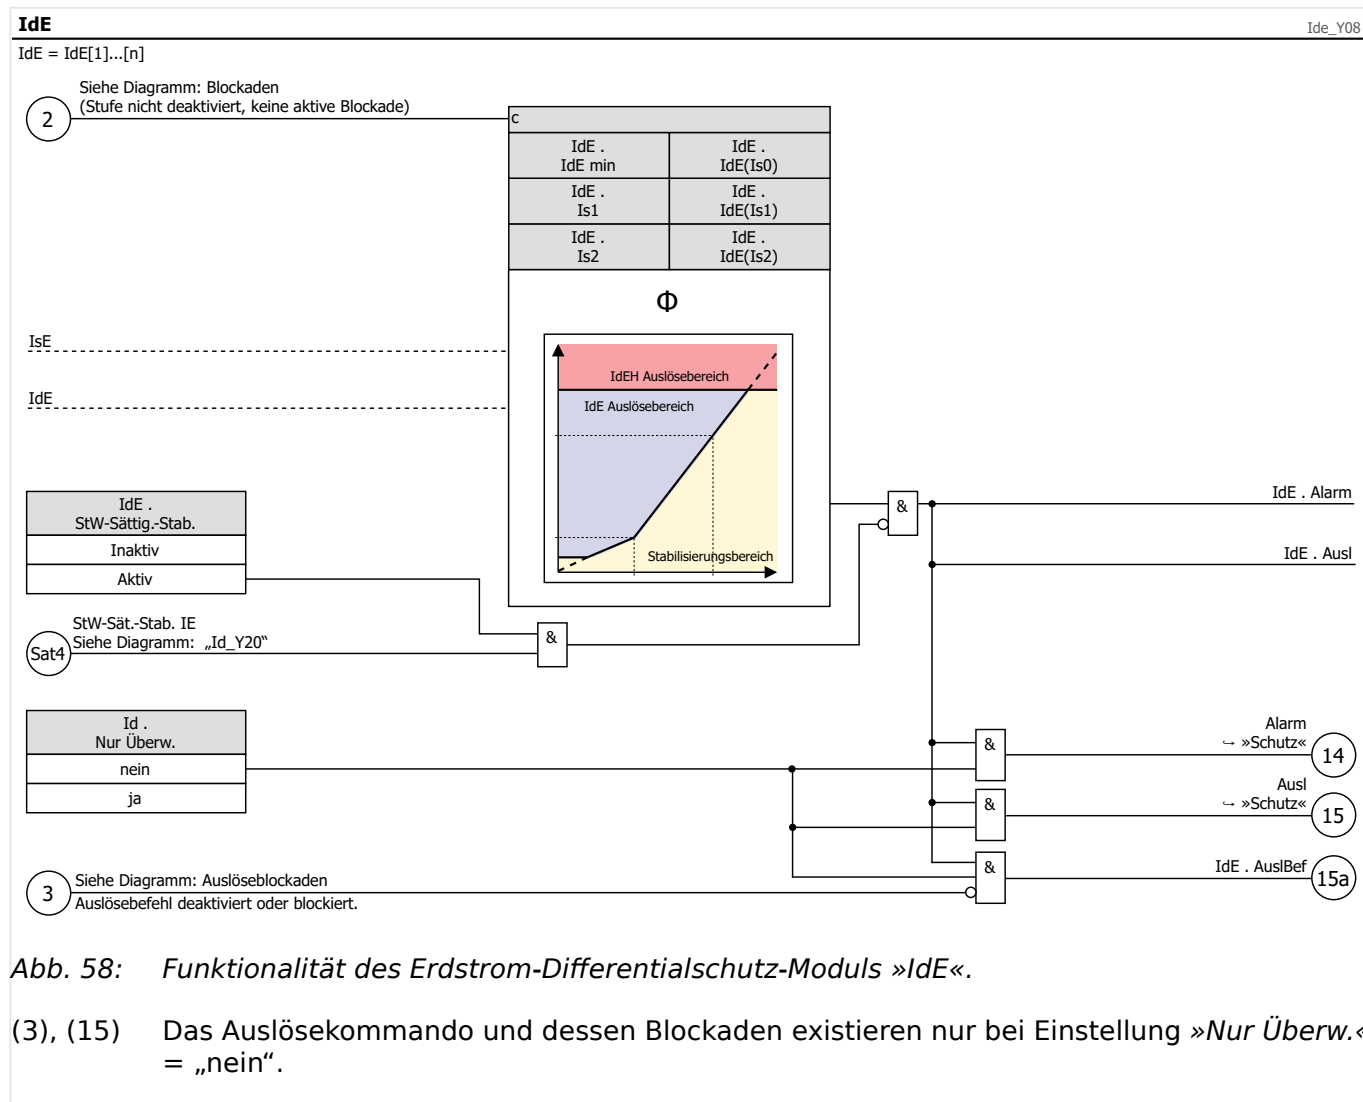 IdE
Ide_Y08
IdE = IdE[1]...[n]
Siehe Diagramm: Blockaden
(Stufe nicht deaktiviert, keine aktive Blockade)
2
c
IdE .
IdE min
IdE .
IdE(Is0)
IdE .
Is1
IdE .
IdE(Is1)
IdE .
Is2
IdE .
IdE(Is2)
Φ
IsE
IdE
IdEH Auslösebereich
IdE Auslösebereich
Stabilisierungsbereich
IdE .
StW-Sättig.-Stab.
Inaktiv
Aktiv
&
IdE . Alarm
IdE . Ausl
StW-Sät.-Stab. IE
Siehe Diagramm: „Id_Y20“
Sat4
&
Id .
Nur Überw.
nein
ja
&
Alarm
↪ »Schutz«
14
&
Ausl
↪ »Schutz«
15
&
IdE . AuslBef
15a
3
Siehe Diagramm: Auslöseblockaden
Auslösebefehl deaktiviert oder blockiert.
Abb. 58: Funktionalität des Erdstrom-Differentialschutz-Moduls »IdE«.
(3), (15) Das Auslösekommando und dessen Blockaden existieren nur bei Einstellung »Nur Überw.«
= „nein“.